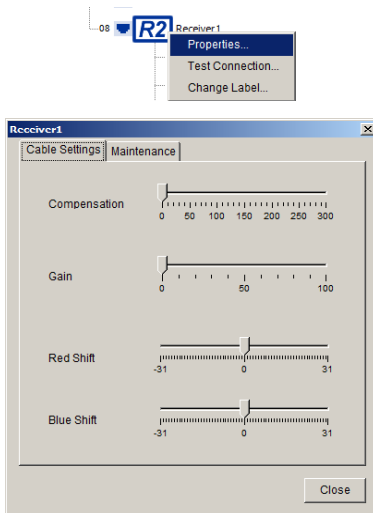 08 R2 Receiver1
Properties...
Test Connection...
Change Label...
Receiver1
Cable Settings Maintenance
Compensation
0 50 100 150 200 250 300
Gain
0 50 100
Red Shift
-31 0 31
Blue Shift
-31 0 31
Close